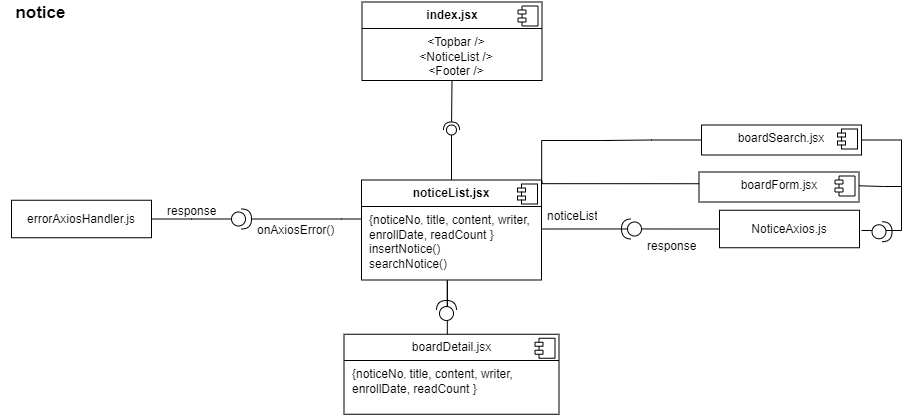 notice
index.jsx
<Topbar />
<NoticeList />
<Footer />
boardSearch.jsx
boardForm.jsx
noticeList.jsx
{noticeNo, title, content, writer,
enrollDate, readCount }
insertNotice()
searchNotice()
errorAxiosHandler.js
response
onAxiosError()
noticeList
response
NoticeAxios.js
boardDetail.jsx
{noticeNo, title, content, writer,
enrollDate, readCount }